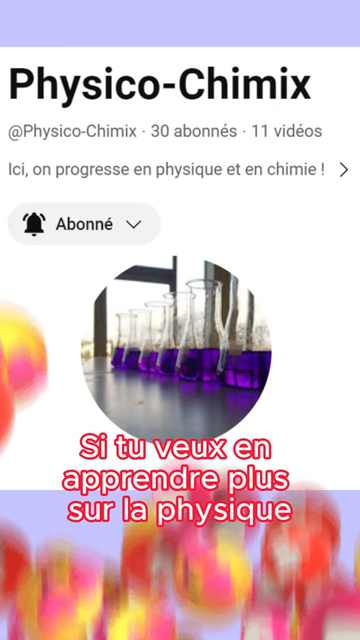 Physico-Chimix
@Physico-Chimix · 30 abonnés · 11 vidéos
Ici, on progresse en physique et en chimie !
Abonné
Si tu veux en
apprendre plus
sur la physique